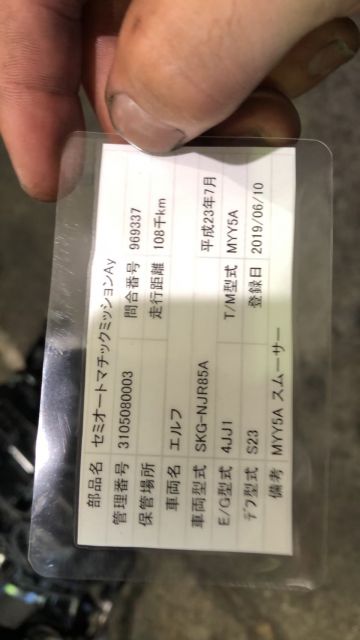 部品名 セミオートマチックミッションAy
管理番号 3105080003 問合番号 969337
保管場所 走行距離 108千km
車両名 エルフ
車両型式 SKG-NJR85A 平成23年7月
E/G型式 4JJ1 T/M型式 MYY5A
デフ型式 S23 登録日 2019/06/10
備考 MYY5A スムーサー